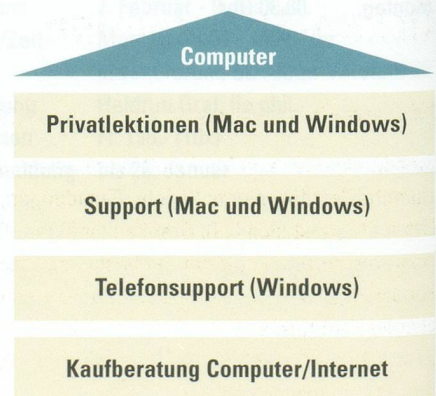 Computer
Privatlektionen (Mac und Windows)
Support (Mac und Windows)
Telefonsupport (Windows)
Kaufberatung Computer/Internet